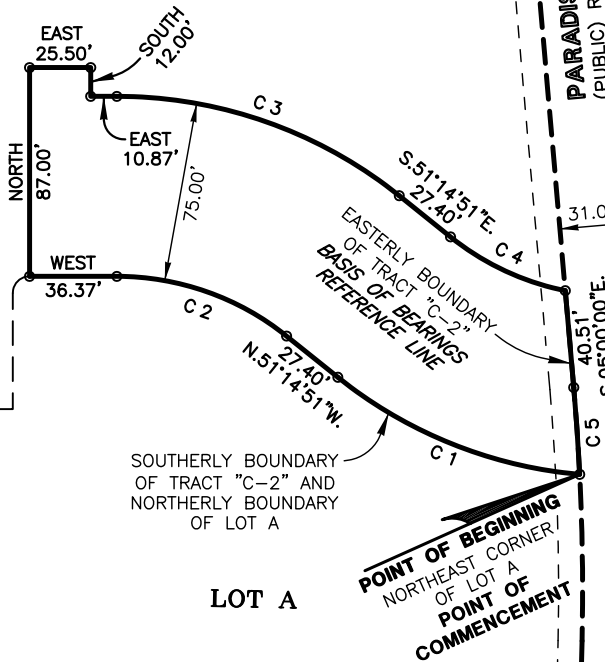 EAST
25.50'
SOUTH
12.00'
PARADIS
(PUBLIC) R
C 3
EAST
10.87'
NORTH
87.00'
75.00'
S.51°14'51"E.
27.40'
C 4
31.0
EASTERLY BOUNDARY
OF TRACT "C-2"
BASIS OF BEARINGS
REFERENCE LINE
WEST
36.37'
C 2
27.40'
N.51°14'51"W.
40.51'
S.05°00'00"E.
C 5
C 1
SOUTHERLY BOUNDARY
OF TRACT "C-2" AND
NORTHERLY BOUNDARY
OF LOT A
POINT OF BEGINNING
NORTHEAST CORNER
OF LOT A
POINT OF
COMMENCEMENT
LOT A